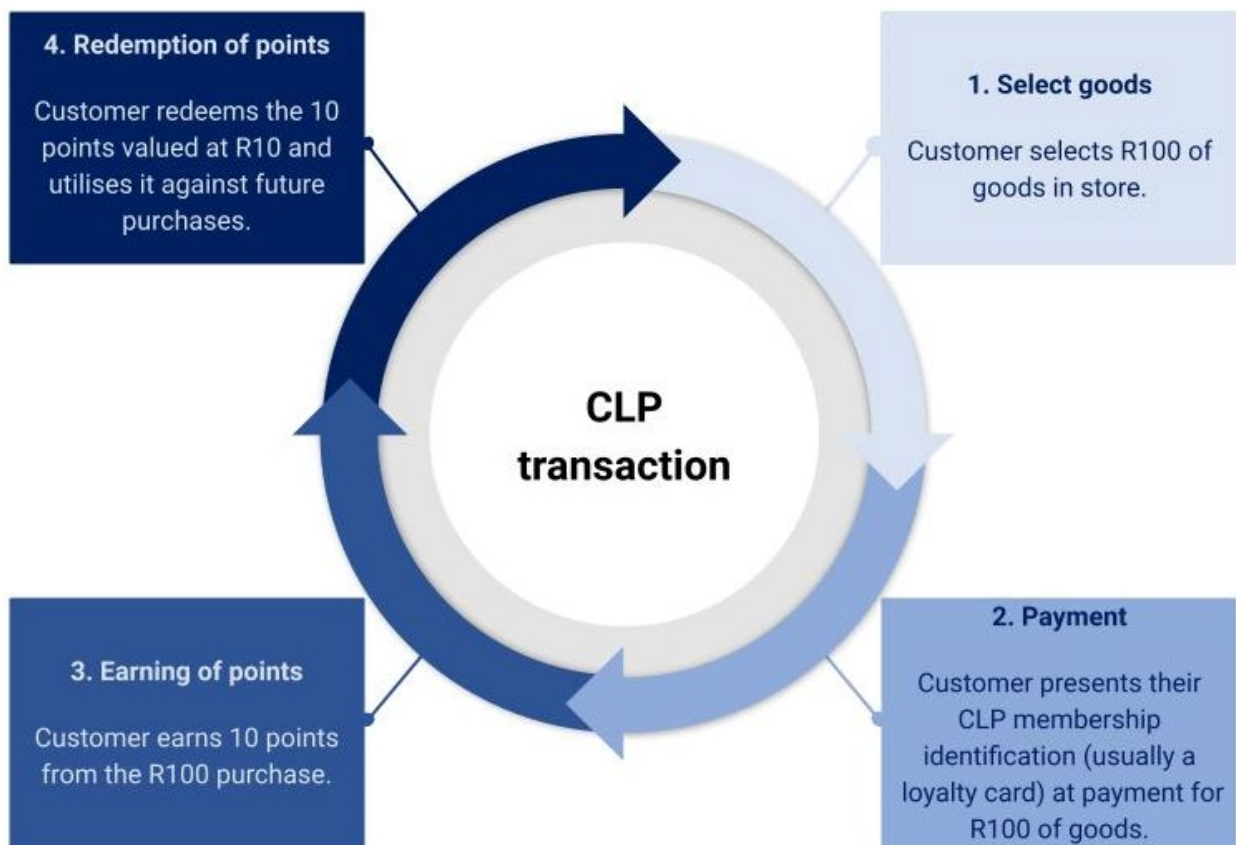 1. Select goods
Customer selects R100 of
goods in store.
2. Payment
Customer presents their
CLP membership
identification (usually a
loyalty card) at payment for
R100 of goods.
3. Earning of points
Customer earns 10 points
from the R100 purchase.
4. Redemption of points
Customer redeems the 10
points valued at R10 and
utilises it against future
purchases.
CLP
transaction